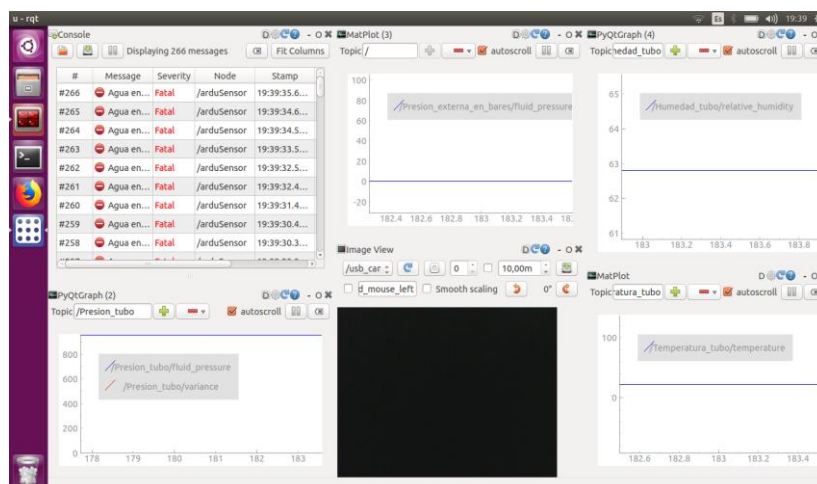 u - rqt
Es
19:39
Console
D
- O
Displaying 266 messages
Fit Columns
# Message Severity Node Stamp
#266 Agua en... Fatal /arduSensor 19:39:35.6...
#265 Agua en... Fatal /arduSensor 19:39:34.6...
#264 Agua en... Fatal /arduSensor 19:39:34.5...
#263 Agua en... Fatal /arduSensor 19:39:33.5...
#262 Agua en... Fatal /arduSensor 19:39:32.5...
#261 Agua en... Fatal /arduSensor 19:39:32.4...
#260 Agua en... Fatal /arduSensor 19:39:31.4...
#259 Agua en... Fatal /arduSensor 19:39:30.4...
#258 Agua en... Fatal /arduSensor 19:39:30.3...
MatPlot (3)
D
- O
Topic /
autoscroll
100
80
60
40
20
0
-20
/Presion_externa_en_bares/fluid_pressure
182.4 182.6 182.8 183 183.2 183.4 183
PyQtGraph (4)
D
- O
Topic nedad_tubo
autoscroll
65
64
63
62
61
/Humedad_tubo/relative_humidity
183 183.2 183.4 183.6 183.8
PyQtGraph (2)
D
- O
Topic /Presion_tubo
autoscroll
800
600
400
200
0
/Presion_tubo/fluid_pressure
/Presion_tubo/variance
178 179 180 181 182 183
Image View
D
- O
/usb_car
0
10,00m
d_mouse_left
Smooth scaling
0°
MatPlot
D
- O
Topic atura_tubo
autoscroll
100
0
/Temperatura_tubo/temperature
182.6 182.8 183 183.2 183.4